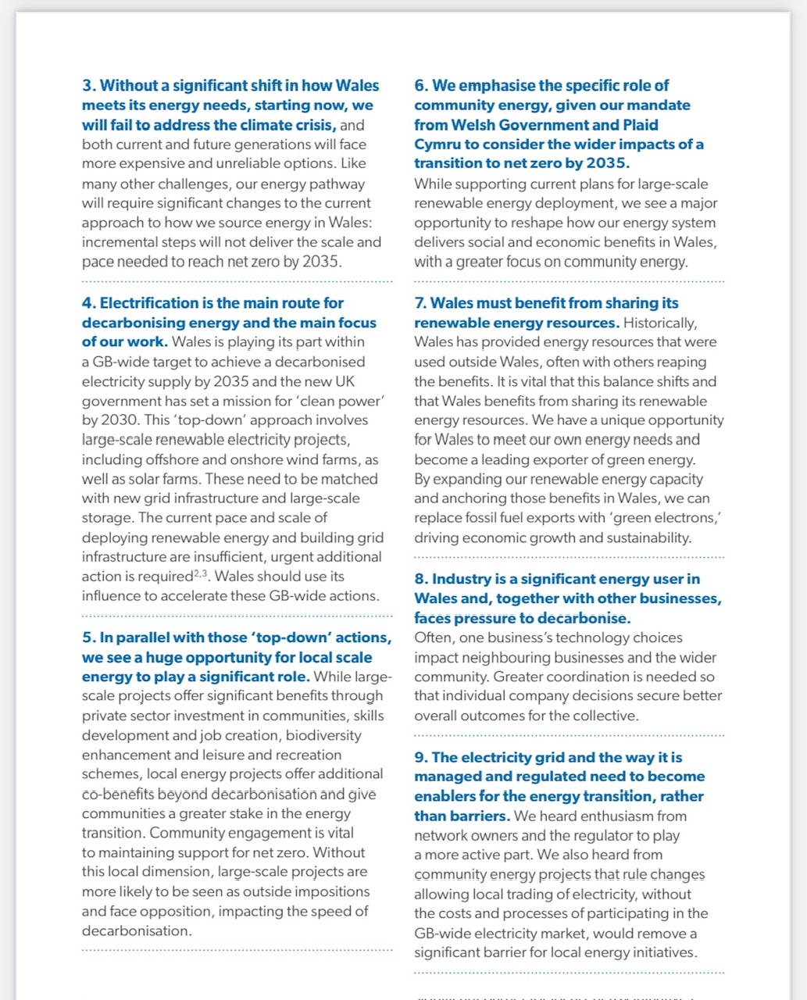 3. Without a significant shift in how Wales
meets its energy needs, starting now, we
will fail to address the climate crisis, and
both current and future generations will face
more expensive and unreliable options. Like
many other challenges, our energy pathway
will require significant changes to the current
approach to how we source energy in Wales:
incremental steps will not deliver the scale and
pace needed to reach net zero by 2035.
4. Electrification is the main route for
decarbonising energy and the main focus
of our work. Wales is playing its part within
a GB-wide target to achieve a decarbonised
electricity supply by 2035 and the new UK
government has set a mission for ‘clean power’
by 2030. This ‘top-down’ approach involves
large-scale renewable electricity projects,
including offshore and onshore wind farms, as
well as solar farms. These need to be matched
with new grid infrastructure and large-scale
storage. The current pace and scale of
deploying renewable energy and building grid
infrastructure are insufficient, urgent additional
action is required2,3. Wales should use its
influence to accelerate these GB-wide actions.
5. In parallel with those ‘top-down’ actions,
we see a huge opportunity for local scale
energy to play a significant role. While large-
scale projects offer significant benefits through
private sector investment in communities, skills
development and job creation, biodiversity
enhancement and leisure and recreation
schemes, local energy projects offer additional
co-benefits beyond decarbonisation and give
communities a greater stake in the energy
transition. Community engagement is vital
to maintaining support for net zero. Without
this local dimension, large-scale projects are
more likely to be seen as outside impositions
and face opposition, impacting the speed of
decarbonisation.
6. We emphasise the specific role of
community energy, given our mandate
from Welsh Government and Plaid
Cymru to consider the wider impacts of a
transition to net zero by 2035.
While supporting current plans for large-scale
renewable energy deployment, we see a major
opportunity to reshape how our energy system
delivers social and economic benefits in Wales,
with a greater focus on community energy.
7. Wales must benefit from sharing its
renewable energy resources. Historically,
Wales has provided energy resources that were
used outside Wales, often with others reaping
the benefits. It is vital that this balance shifts and
that Wales benefits from sharing its renewable
energy resources. We have a unique opportunity
for Wales to meet our own energy needs and
become a leading exporter of green energy.
By expanding our renewable energy capacity
and anchoring those benefits in Wales, we can
replace fossil fuel exports with ‘green electrons,’
driving economic growth and sustainability.
8. Industry is a significant energy user in
Wales and, together with other businesses,
faces pressure to decarbonise.
Often, one business’s technology choices
impact neighbouring businesses and the wider
community. Greater coordination is needed so
that individual company decisions secure better
overall outcomes for the collective.
9. The electricity grid and the way it is
managed and regulated need to become
enablers for the energy transition, rather
than barriers. We heard enthusiasm from
network owners and the regulator to play
a more active part. We also heard from
community energy projects that rule changes
allowing local trading of electricity, without
the costs and processes of participating in the
GB-wide electricity market, would remove a
significant barrier for local energy initiatives.